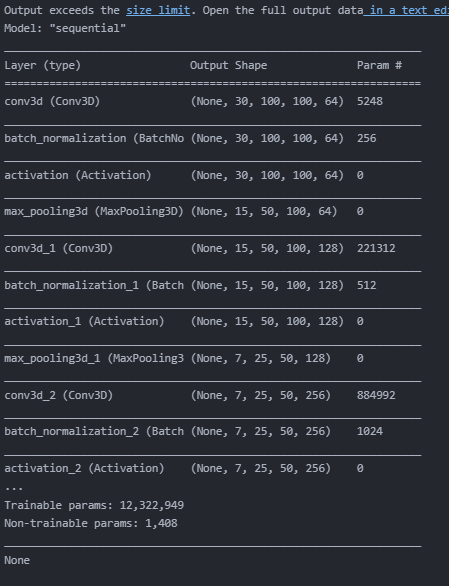 Output exceeds the size limit. Open the full output data in a text edi
Model: "sequential"
Layer (type) Output Shape Param #
=================================================================
conv3d (Conv3D) (None, 30, 100, 100, 64) 5248
batch_normalization (BatchNo (None, 30, 100, 100, 64) 256
activation (Activation) (None, 30, 100, 100, 64) 0
max_pooling3d (MaxPooling3D) (None, 15, 50, 100, 64) 0
conv3d_1 (Conv3D) (None, 15, 50, 100, 128) 221312
batch_normalization_1 (Batch (None, 15, 50, 100, 128) 512
activation_1 (Activation) (None, 15, 50, 100, 128) 0
max_pooling3d_1 (MaxPooling3 (None, 7, 25, 50, 128) 0
conv3d_2 (Conv3D) (None, 7, 25, 50, 256) 884992
batch_normalization_2 (Batch (None, 7, 25, 50, 256) 1024
activation_2 (Activation) (None, 7, 25, 50, 256) 0
...
Trainable params: 12,322,949
Non-trainable params: 1,408
None